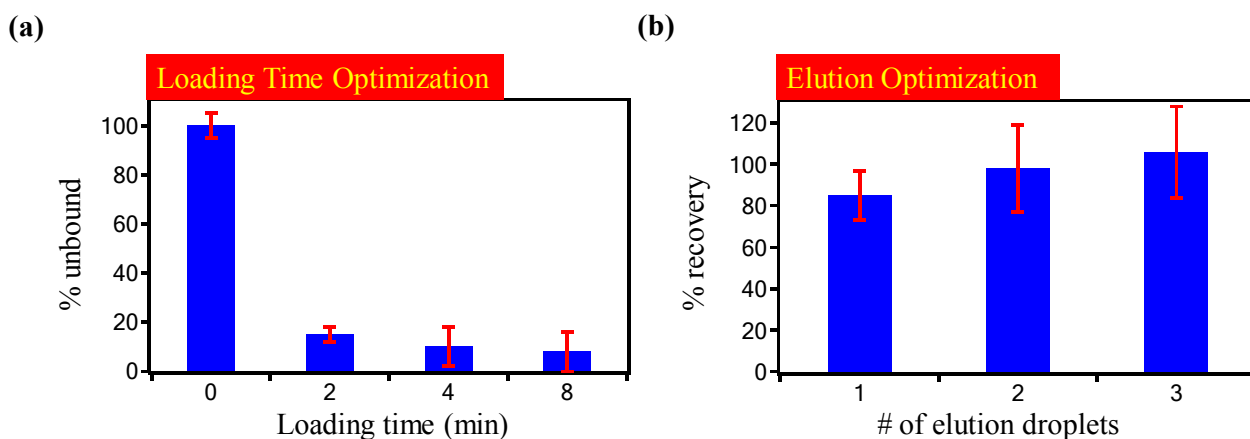 (a)
Loading Time Optimization
% unbound
100
80
60
40
20
0
0 2 4 8
Loading time (min)
(b)
Elution Optimization
% recovery
120
100
80
60
40
20
0
1 2 3
# of elution droplets